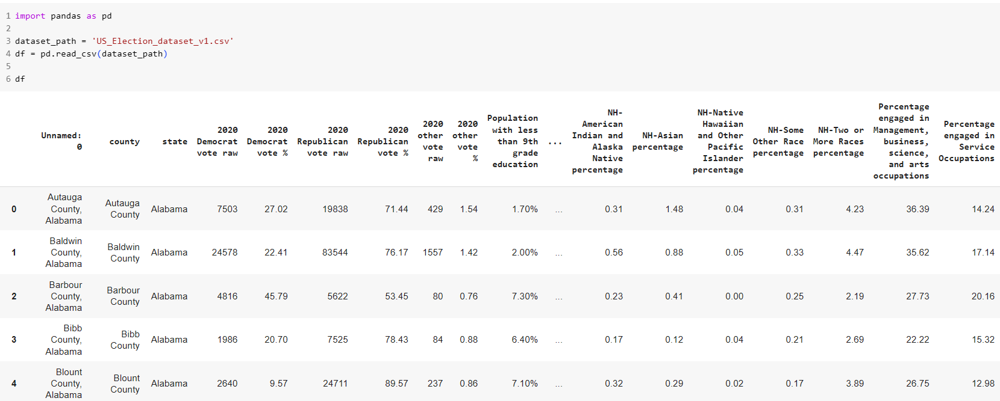 1 import pandas as pd
2
3 dataset_path = 'US_Election_dataset_v1.csv'
4 df = pd.read_csv(dataset_path)
5
6 df
Unnamed: 0 county state 2020 Democrat vote raw 2020 Democrat vote % 2020 Republican vote raw 2020 Republican vote % 2020 other vote raw 2020 other vote % Population with less than 9th grade education ... NH-American Indian and Alaska Native percentage NH-Asian percentage NH-Native Hawaiian and Other Pacific Islander percentage NH-Some Other Race percentage NH-Two or More Races percentage Percentage engaged in Management, business, science, and arts occupations Percentage engaged in Service Occupations
0 Autauga County, Alabama Autauga County Alabama 7503 27.02 19838 71.44 429 1.54 1.70% ... 0.31 1.48 0.04 0.31 4.23 36.39 14.24
1 Baldwin County, Alabama Baldwin County Alabama 24578 22.41 83544 76.17 1557 1.42 2.00% ... 0.56 0.88 0.05 0.33 4.47 35.62 17.14
2 Barbour County, Alabama Barbour County Alabama 4816 45.79 5622 53.45 80 0.76 7.30% ... 0.23 0.41 0.00 0.25 2.19 27.73 20.16
3 Bibb County, Alabama Bibb County Alabama 1986 20.70 7525 78.43 84 0.88 6.40% ... 0.17 0.12 0.04 0.21 2.69 22.22 15.32
4 Blount County, Alabama Blount County Alabama 2640 9.57 24711 89.57 237 0.86 7.10% ... 0.32 0.29 0.02 0.17 3.89 26.75 12.98